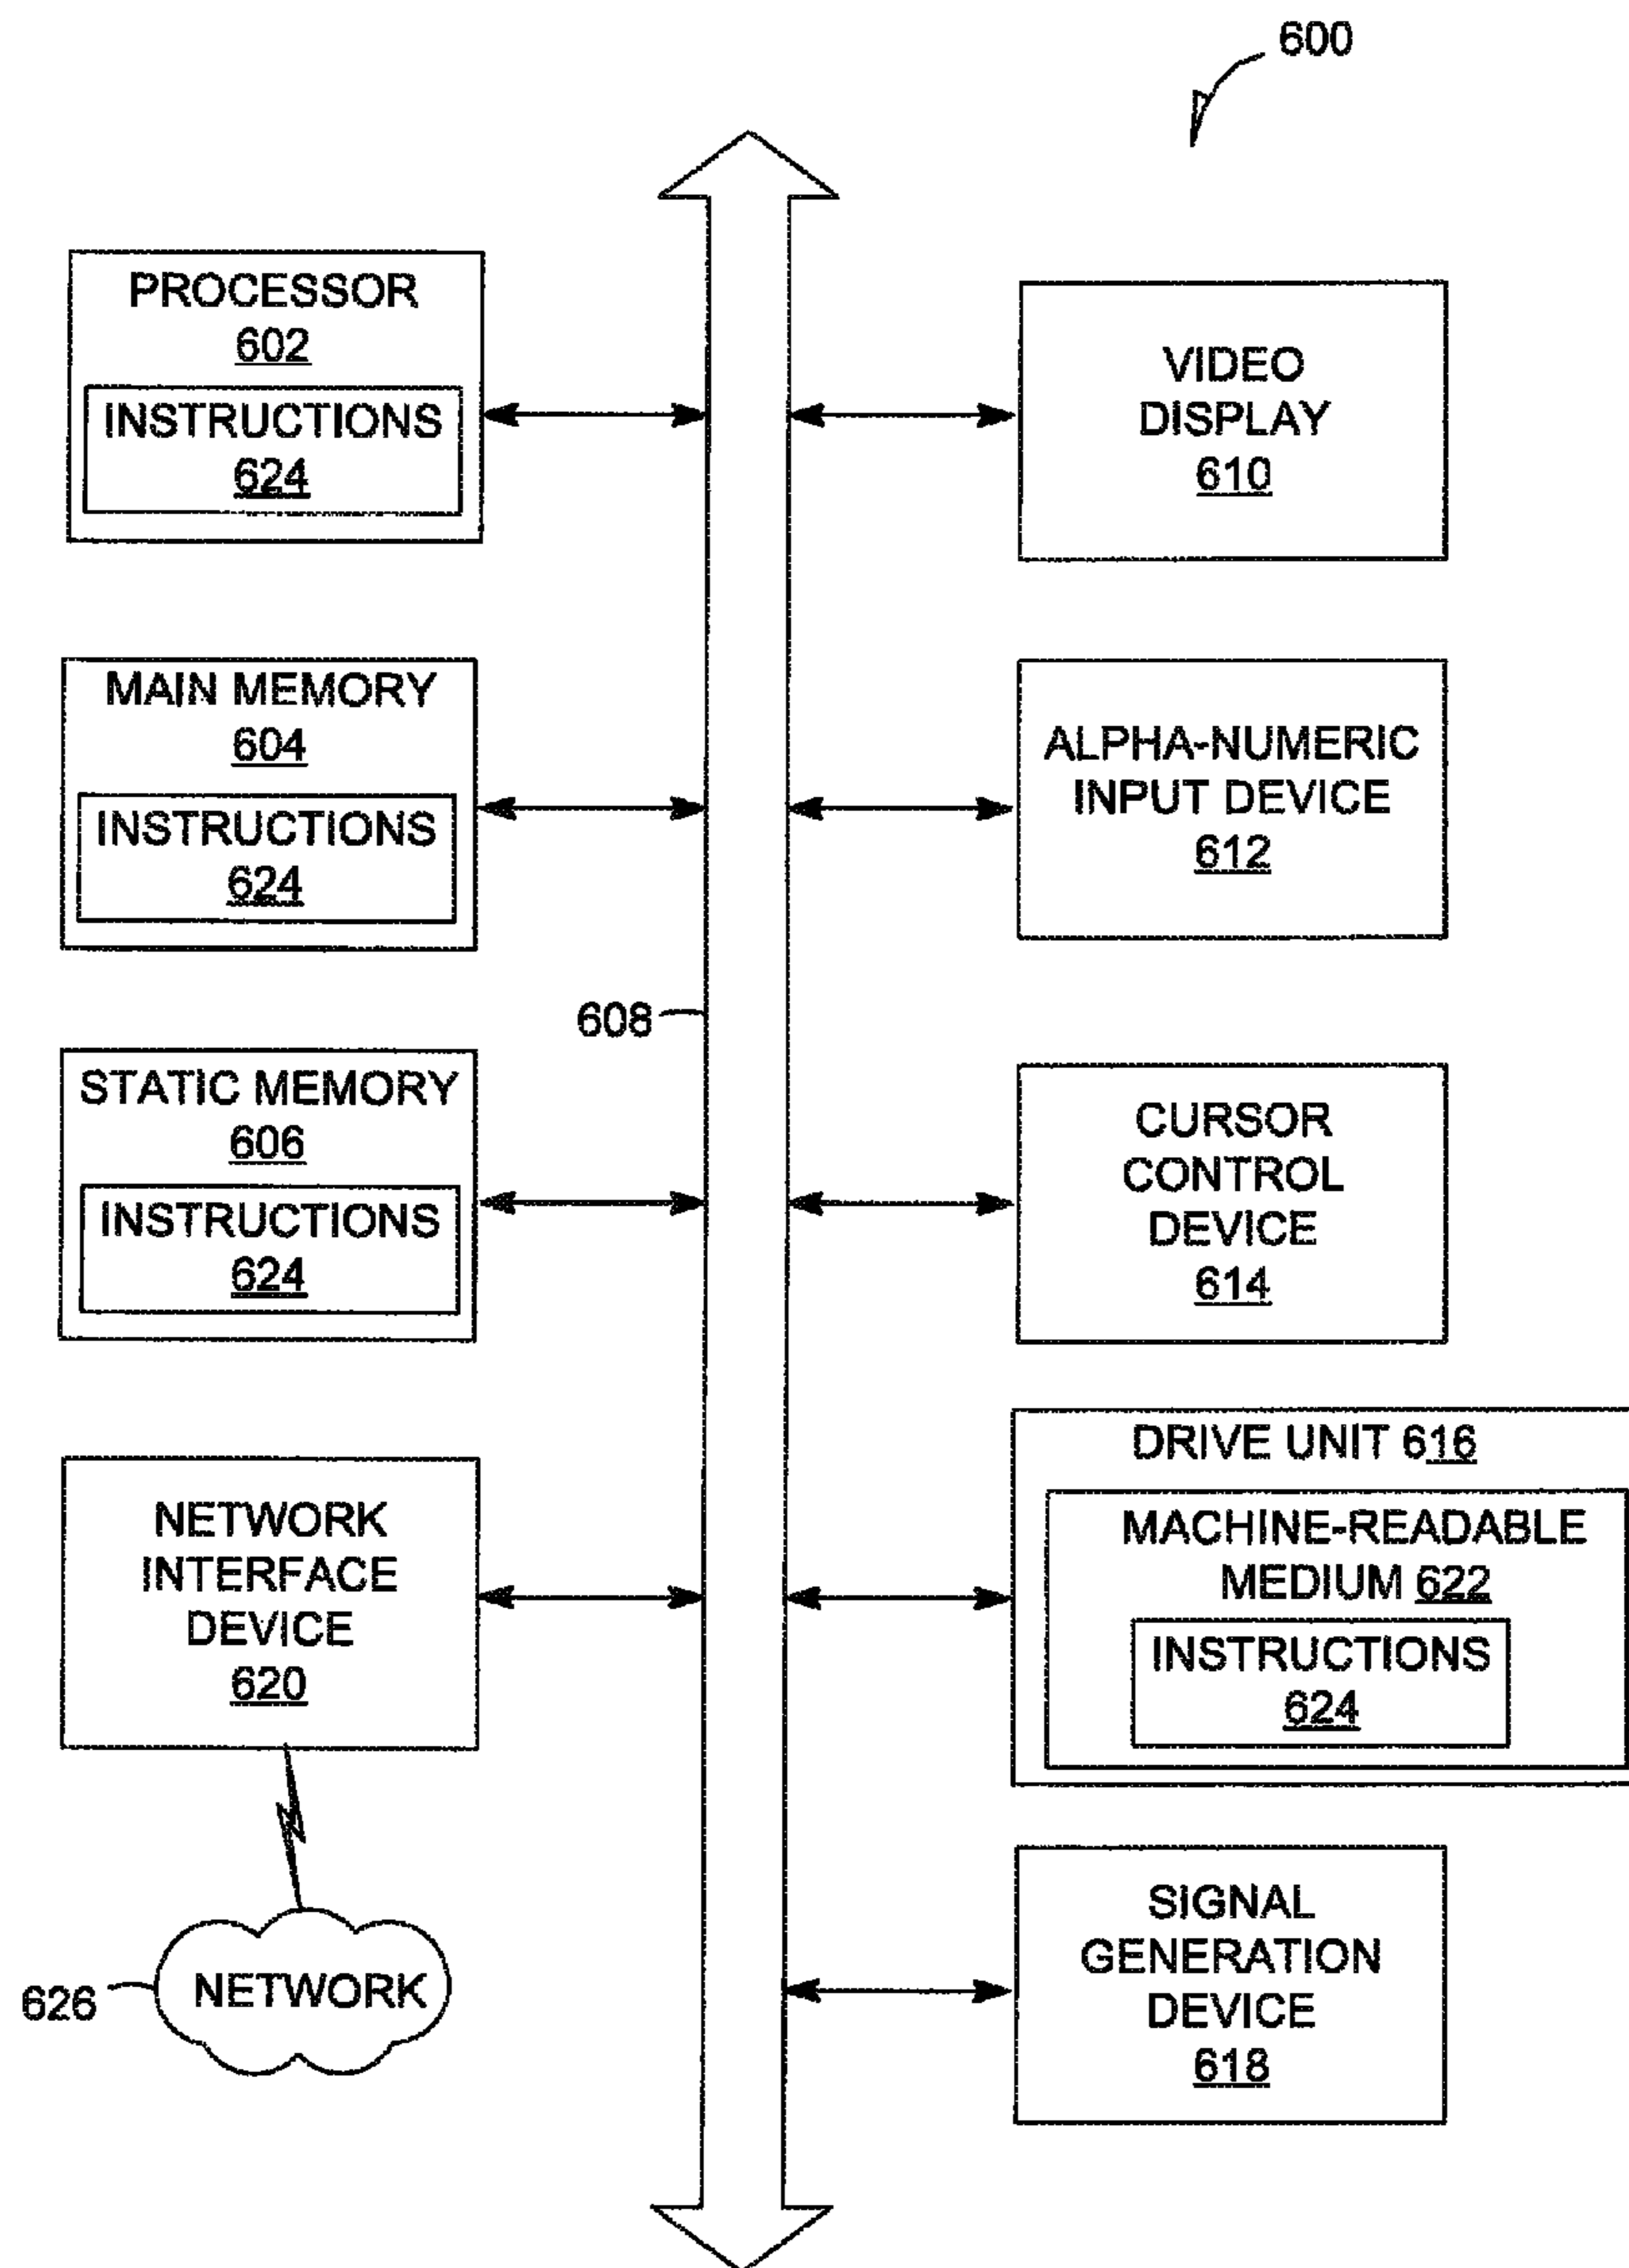 600
PROCESSOR
602
INSTRUCTIONS
624
MAIN MEMORY
604
INSTRUCTIONS
624
608
STATIC MEMORY
606
INSTRUCTIONS
624
NETWORK
INTERFACE
DEVICE
620
626
NETWORK
VIDEO
DISPLAY
610
ALPHA-NUMERIC
INPUT DEVICE
612
CURSOR
CONTROL
DEVICE
614
DRIVE UNIT 616
MACHINE-READABLE
MEDIUM 622
INSTRUCTIONS
624
SIGNAL
GENERATION
DEVICE
618